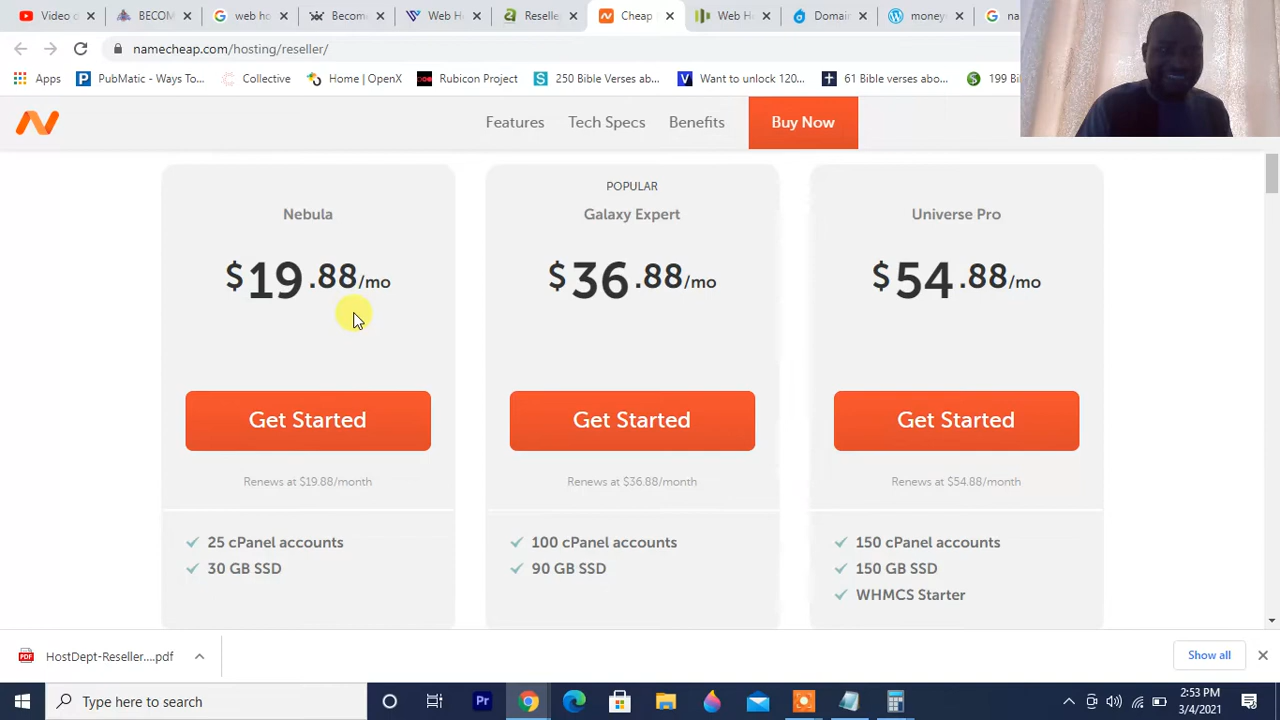 Video d
BECON
web ho
Become
Web H
Reselle
Cheap
Web H
Domai
money
na
namecheap.com/hosting/reseller/
Apps
PubMatic - Ways To...
Collective
Home | OpenX
Rubicon Project
250 Bible Verses ab...
Want to unlock 120...
61 Bible verses abo...
199 Bi
Features
Tech Specs
Benefits
Buy Now
POPULAR
Nebula
Galaxy Expert
Universe Pro
$19.88/mo
$36.88/mo
$54.88/mo
Get Started
Get Started
Get Started
Renews at $19.88/month
Renews at $36.88/month
Renews at $54.88/month
25 cPanel accounts
100 cPanel accounts
150 cPanel accounts
30 GB SSD
90 GB SSD
150 GB SSD
WHMCS Starter
PDF
HostDept-Reseller....pdf
Show all
Type here to search
Pr
2:53 PM
3/4/2021